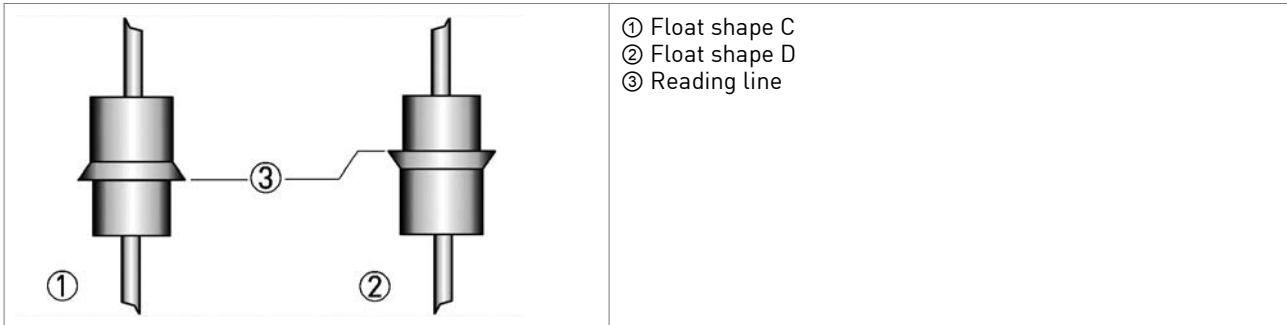 ③
①
②
① Float shape C
② Float shape D
③ Reading line